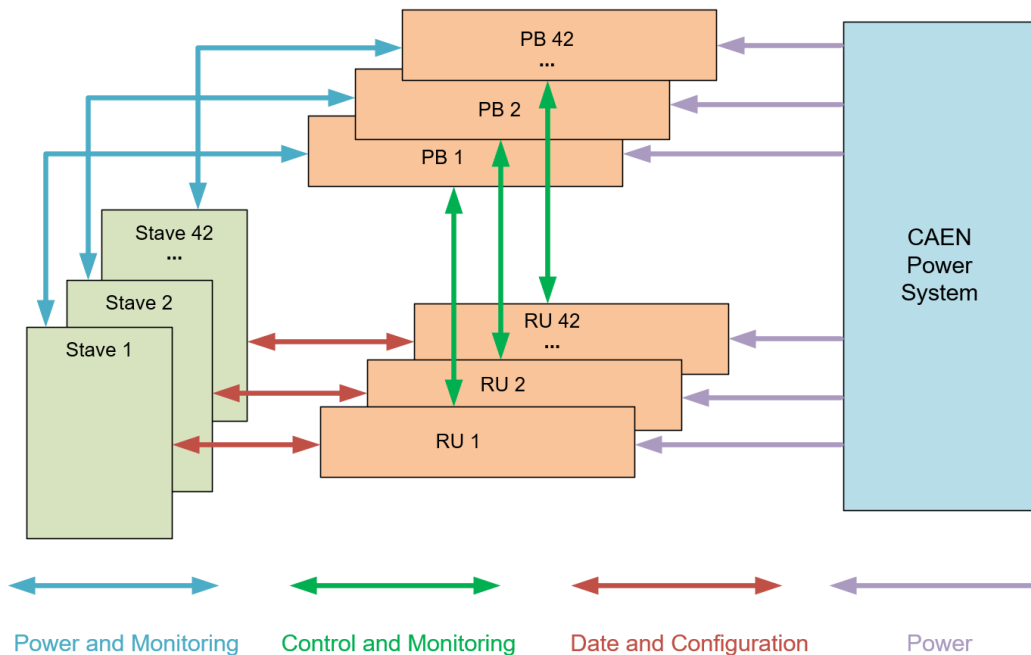 PB 42
...
PB 2
PB 1
Stave 42
...
Stave 2
Stave 1
CAEN
Power
System
RU 42
...
RU 2
RU 1
Power and Monitoring
Control and Monitoring
Date and Configuration
Power